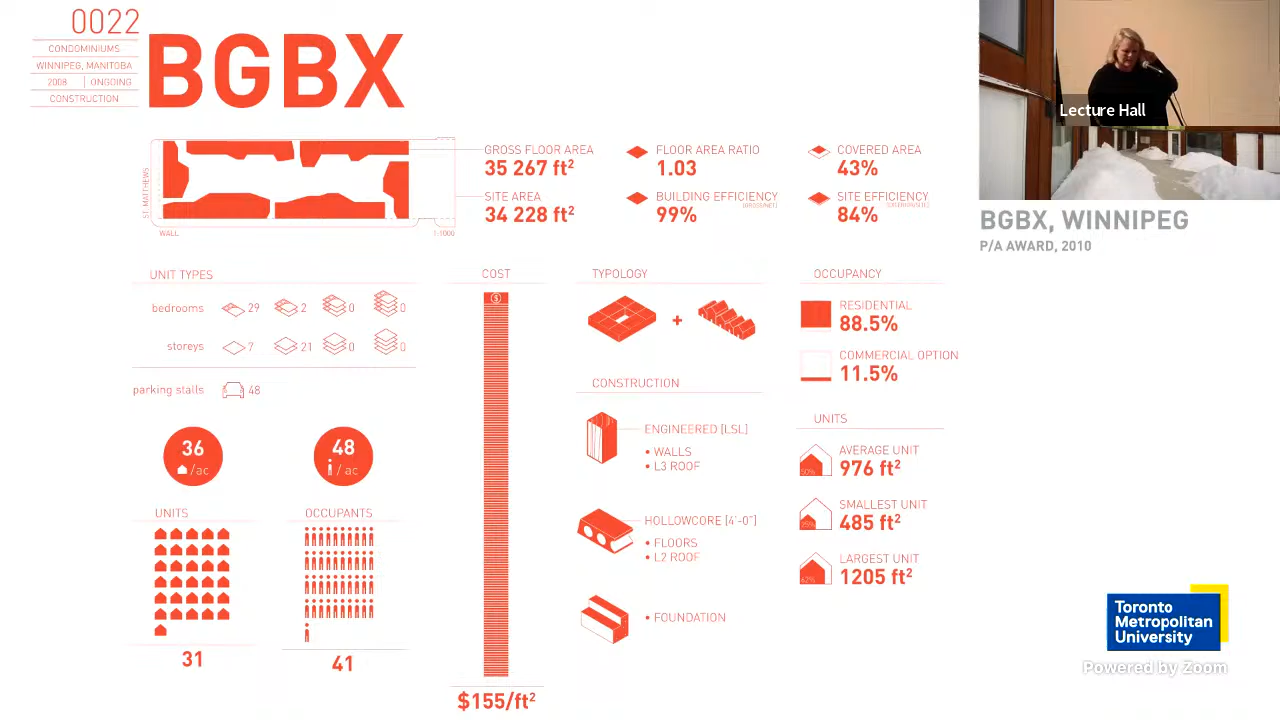 0022
CONDOMINIUMS
WINNIPEG, MANITOBA
2008 | ONGOING
CONSTRUCTION
BGBX
ST. MATTHEWS
WALL
1:1000
GROSS FLOOR AREA
35 267 ft²
SITE AREA
34 228 ft²
FLOOR AREA RATIO
1.03
BUILDING EFFICIENCY
[GROSS/NET]
99%
COVERED AREA
43%
SITE EFFICIENCY
84%
UNIT TYPES
bedrooms 29 2 0 0
storeys 7 21 0 0
parking stalls 48
36
/ac
48
/ac
UNITS
31
OCCUPANTS
41
COST
$
$155/ft²
TYPOLOGY
+
CONSTRUCTION
ENGINEERED [LSL]
• WALLS
• L3 ROOF
HOLLOWCORE [4'-0"]
• FLOORS
• L2 ROOF
• FOUNDATION
OCCUPANCY
RESIDENTIAL
88.5%
COMMERCIAL OPTION
11.5%
UNITS
AVERAGE UNIT
976 ft²
50%
SMALLEST UNIT
485 ft²
25%
LARGEST UNIT
1205 ft²
62%
Lecture Hall
BGBX, WINNIPEG
P/A AWARD, 2010
Toronto
Metropolitan
University
Powered by Zoom